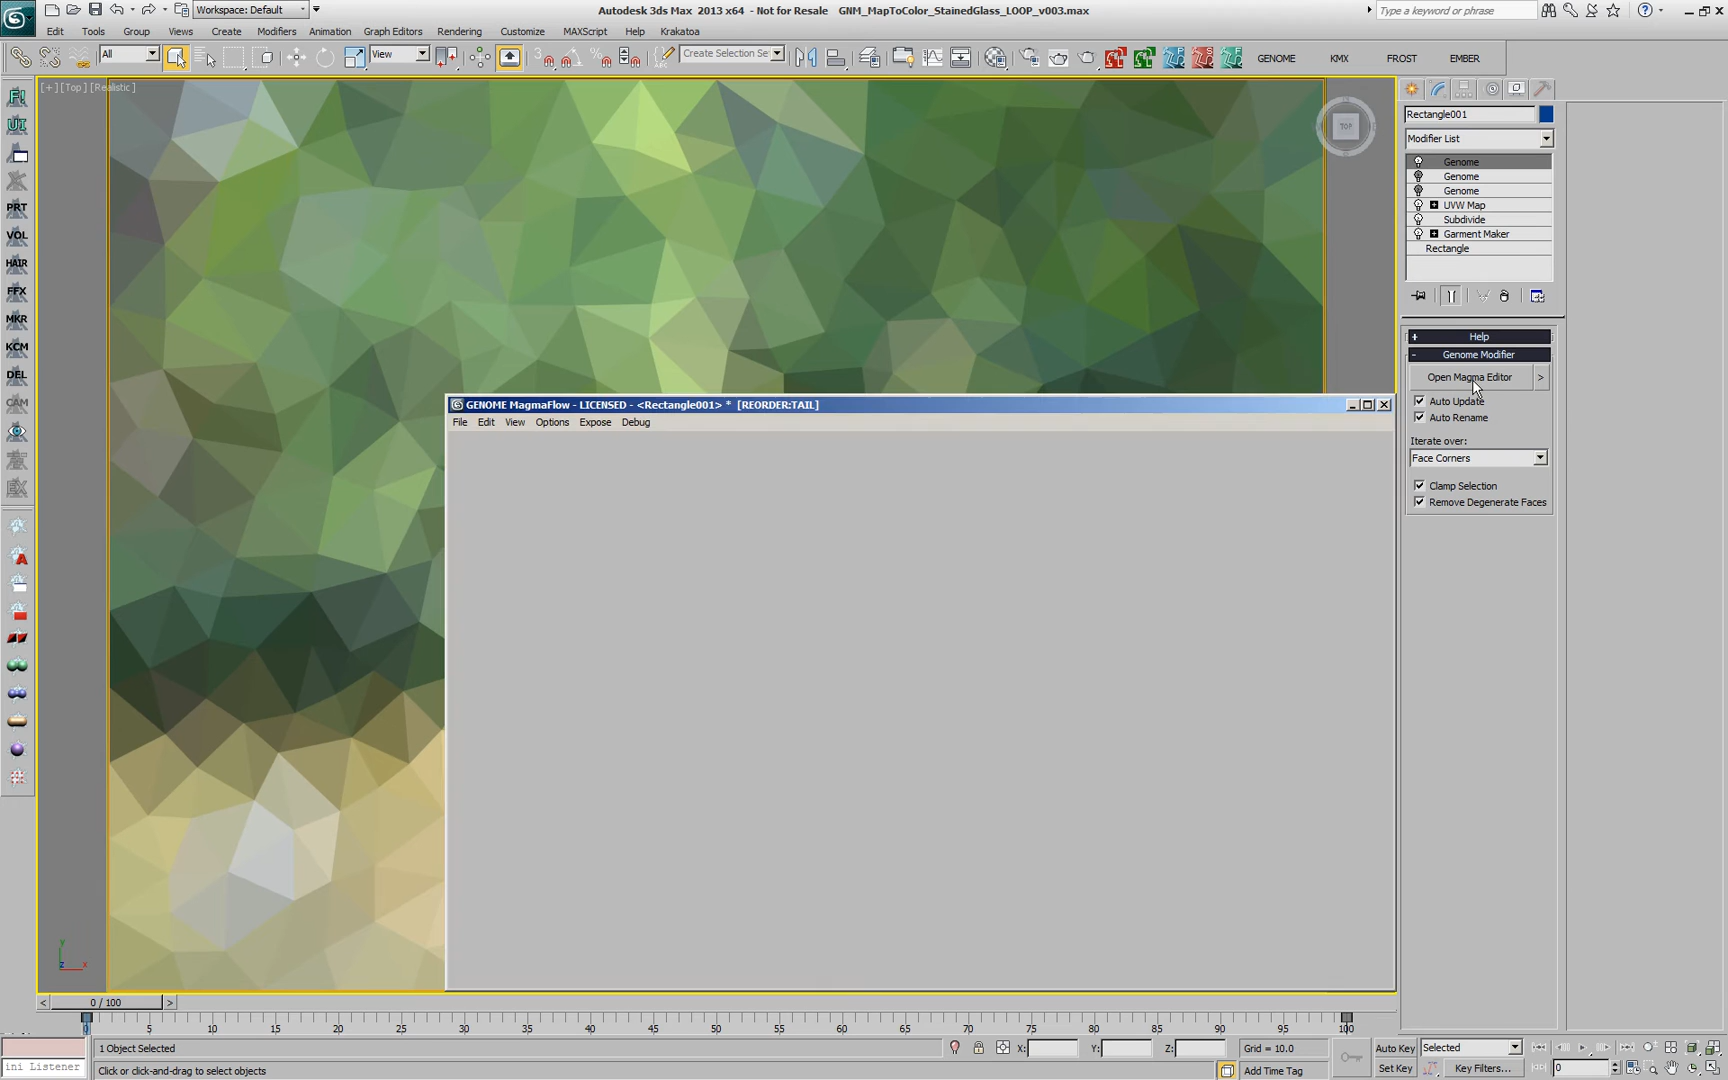 Workspace: Default
Autodesk 3ds Max 2013 x64 - Not for Resale GNM_MapToColor_StainedGlass_LOOP_v003.max
Type a keyword or phrase
Edit Tools Group Views Create Modifiers Animation Graph Editors Rendering Customize MAXScript Help Krakatoa
All
View
Create Selection Se
GENOME KMX FROST EMBER
[+] [Top] [Realistic]
TOP
F!
UI
PRT
VOL
HAIR
FFX
MKR
KCM
DEL
CAM
EX
Rectangle001
Modifier List
Genome
Genome
Genome
UVW Map
Subdivide
Garment Maker
Rectangle
Help
Genome Modifier
Open Magma Editor >
Auto Update
Auto Rename
Iterate over:
Face Corners
Clamp Selection
Remove Degenerate Faces
GENOME MagmaFlow - LICENSED - <Rectangle001> * [REORDER:TAIL]
File Edit View Options Expose Debug
Y
Z X
< 0 / 100 >
0 5 10 15 20 25 30 35 40 45 50 55 60 65 70 75 80 85 90 95 100
1 Object Selected
X: Y: Z: Grid = 10.0
Auto Key Selected
ini Listener
Click or click-and-drag to select objects
Add Time Tag
Set Key Key Filters... 0